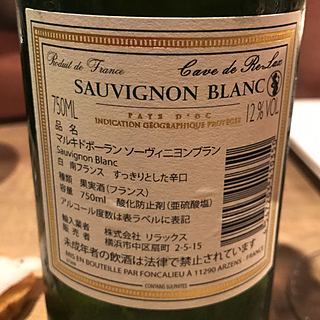 Produit de France Cave de ReLax
SAUVIGNON BLANC
750ML
PAYS D'OC
INDICATION GÉOGRAPHIQUE PROTÉGÉE
12%VOL
品名
マルキドボーラン ソーヴィニヨンブラン
Sauvignon Blanc
白 南フランス すっきりとした辛口
種類 果実酒(フランス)
容量 750ml 酸化防止剤(亜硫酸塩)
アルコール度数は表ラベルに表記
輸入業者 株式会社 リラックス
販売者 横浜市中区扇町 2-5-15
未成年者の飲酒は法律で禁止されています
MIS EN BOUTEILLE PAR FONCALIEU À 11290 ARZENS - FRANCE
CONTAINS SULPHITES